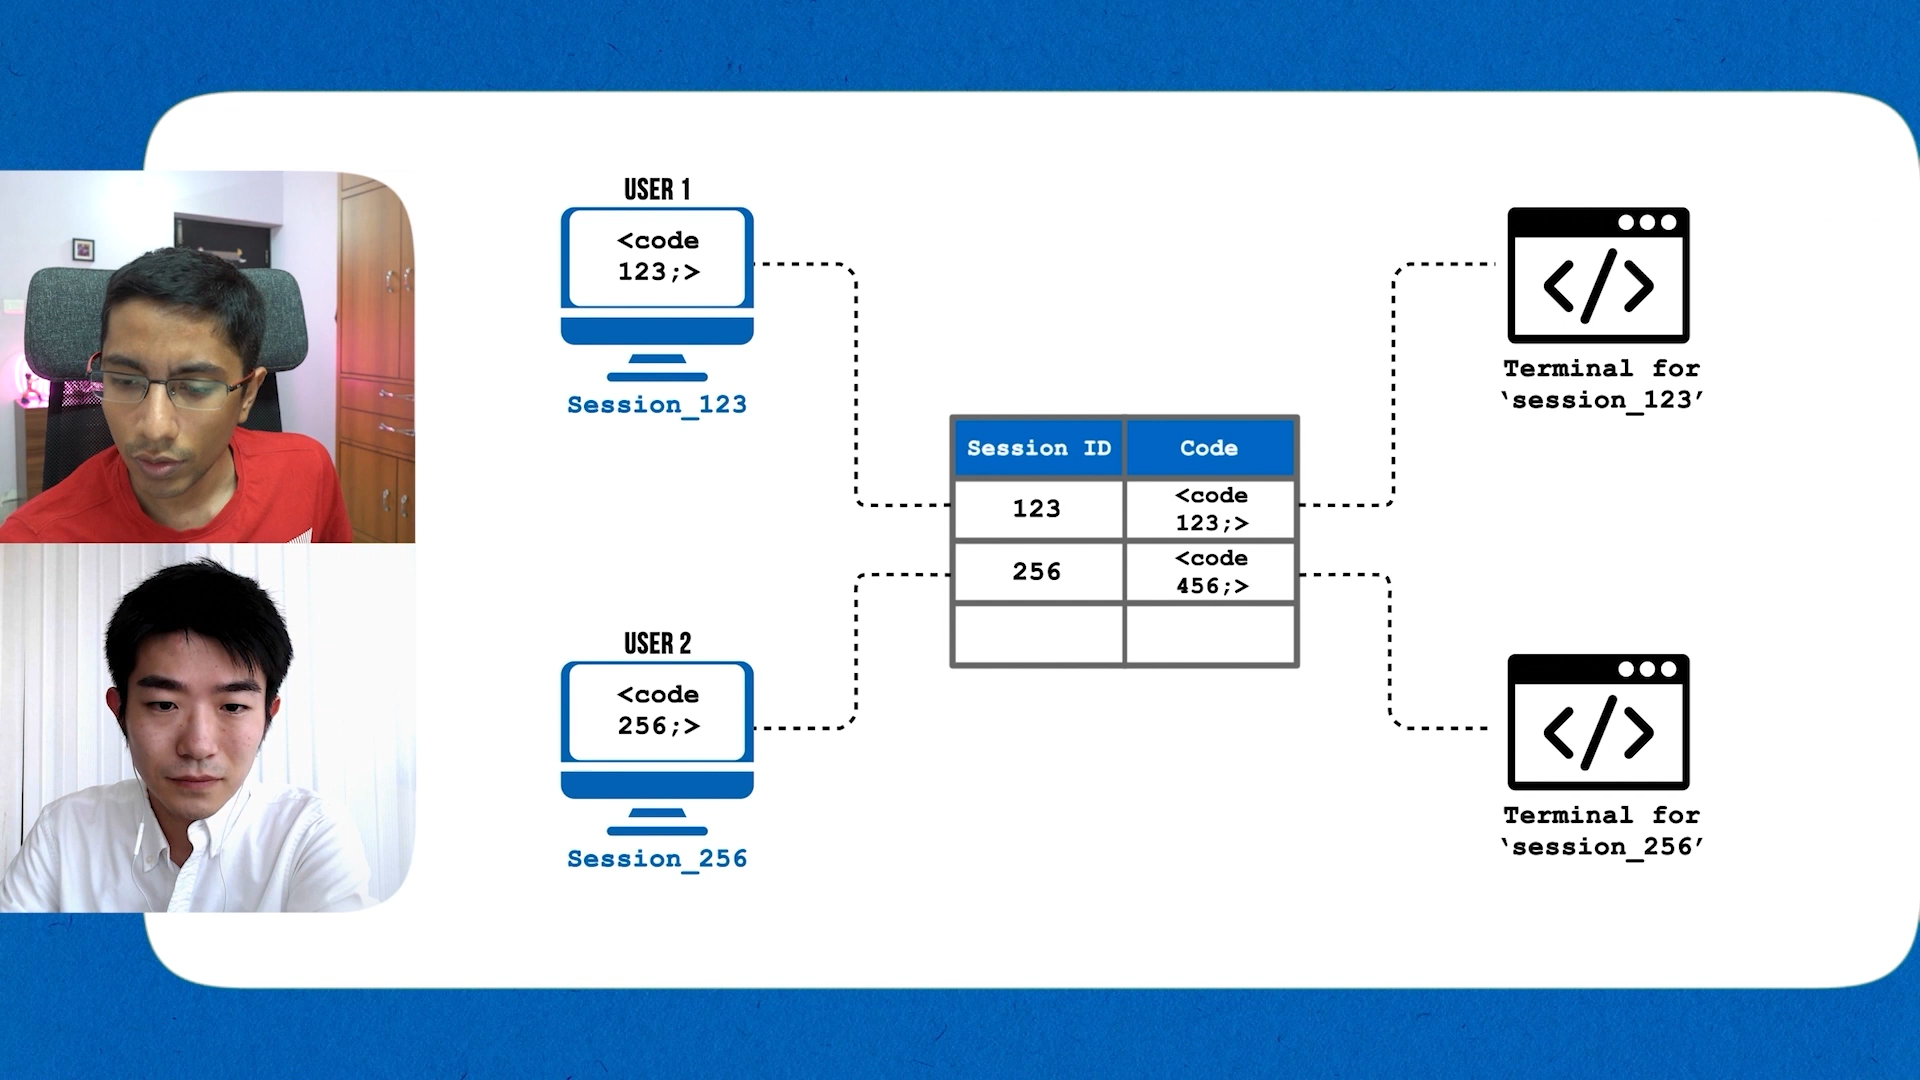 USER 1
<code
123;>
Session_123
Session ID
Code
123
<code
123;>
256
<code
456;>
USER 2
<code
256;>
Session_256
</>
Terminal for
‘session_123’
</>
Terminal for
‘session_256’